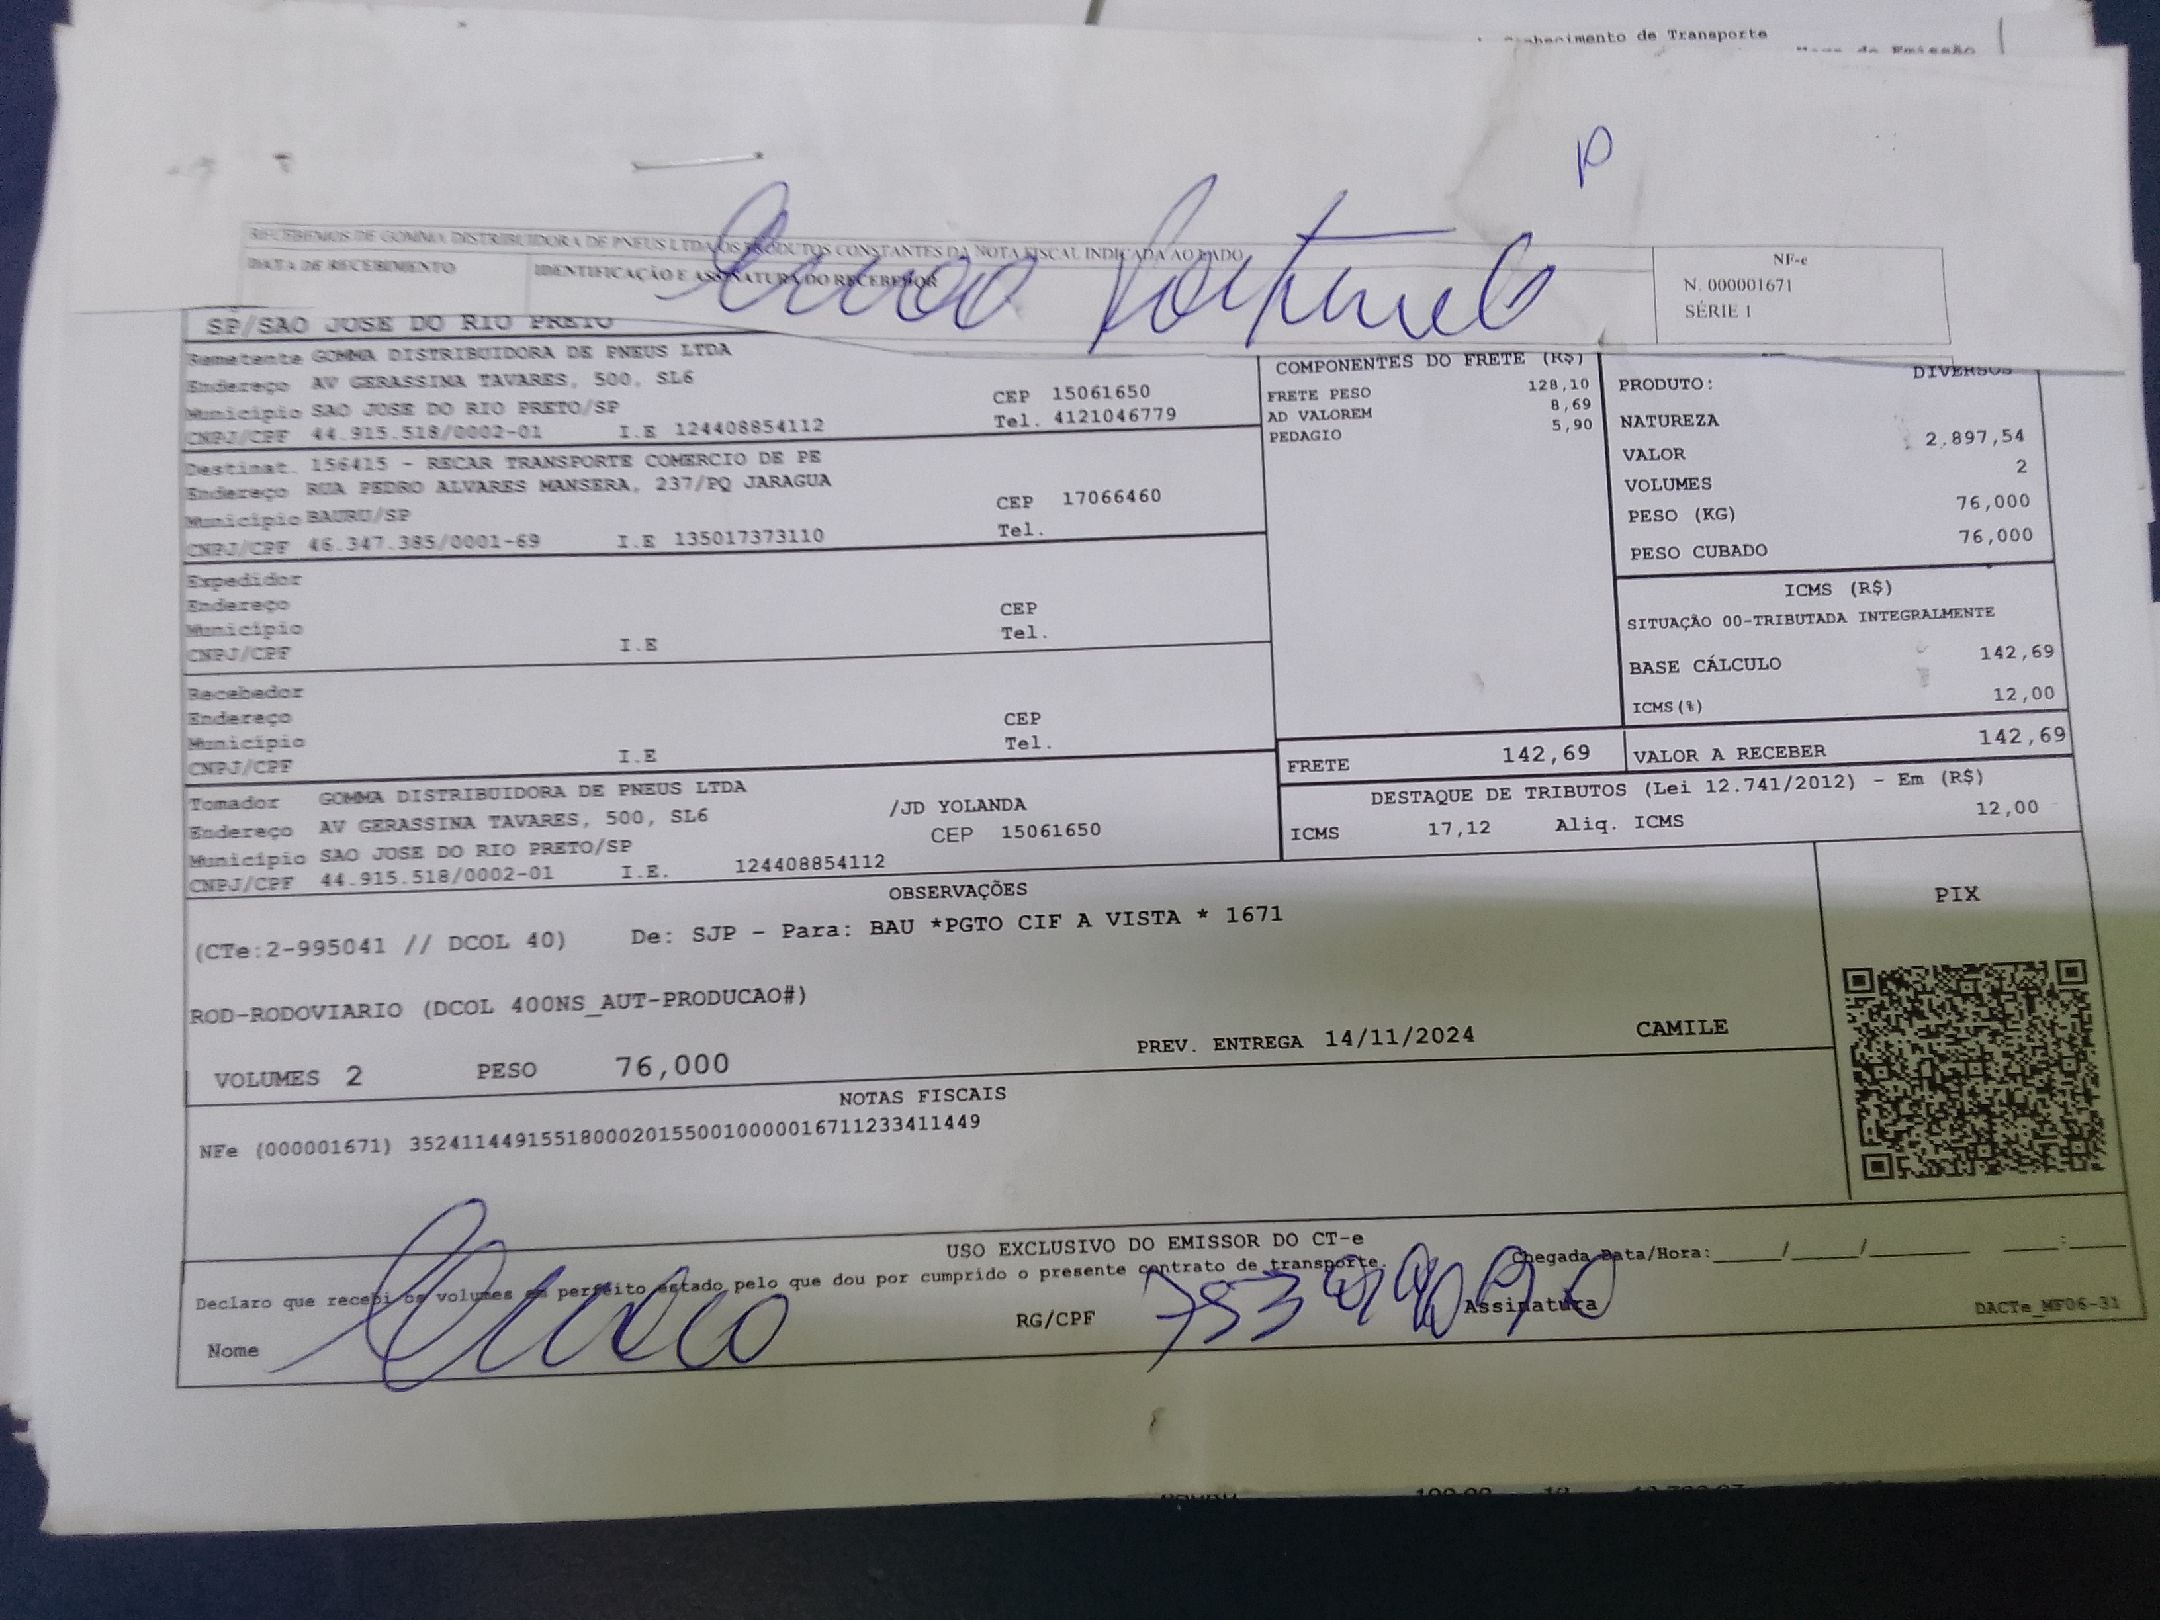 de Transporte
RECEBEMOS DE GOMMA DISTRIBUIDORA DE PNEUS LTDA OS PRODUTOS CONSTANTES DA NOTA FISCAL INDICADA AO LADO
DATA DE RECEBIMENTO IDENTIFICAÇÃO E ASSINATURA DO RECEBEDOR
NF-e
N. 000001671
SÉRIE 1
P
SP/SAO JOSE DO RIO PRETO
Remetente GOMMA DISTRIBUIDORA DE PNEUS LTDA
Endereço AV GERASSINA TAVARES, 500, SL6
CEP 15061650
Município SAO JOSE DO RIO PRETO/SP
Tel. 4121046779
CNPJ/CPF 44.915.518/0002-01 I.E 124408854112
Destinat. 156415 - RECAR TRANSPORTE COMERCIO DE PE
Endereço RUA PEDRO ALVARES MANSERA, 237/PQ JARAGUA
CEP 17066460
Município BAURU/SP
Tel.
CNPJ/CPF 46.347.385/0001-69 I.E 135017373110
Expedidor
Endereço
CEP
Município
Tel.
CNPJ/CPF I.E
Recebedor
Endereço
CEP
Município
Tel.
CNPJ/CPF I.E
Tomador GOMMA DISTRIBUIDORA DE PNEUS LTDA
Endereço AV GERASSINA TAVARES, 500, SL6 /JD YOLANDA
CEP 15061650
Município SAO JOSE DO RIO PRETO/SP
CNPJ/CPF 44.915.518/0002-01 I.E. 124408854112
COMPONENTES DO FRETE (R$)
FRETE PESO 128,10
AD VALOREM 8,69
PEDAGIO 5,90
PRODUTO: DIVERSOS
NATUREZA
VALOR 2.897,54
VOLUMES 2
PESO (KG) 76,000
PESO CUBADO 76,000
ICMS (R$)
SITUAÇÃO 00-TRIBUTADA INTEGRALMENTE
BASE CÁLCULO 142,69
ICMS(%) 12,00
FRETE 142,69 VALOR A RECEBER 142,69
DESTAQUE DE TRIBUTOS (Lei 12.741/2012) - Em (R$)
ICMS 17,12 Aliq. ICMS 12,00
OBSERVAÇÕES
(CTe:2-995041 // DCOL 40) De: SJP - Para: BAU *PGTO CIF A VISTA * 1671
ROD-RODOVIARIO (DCOL 400NS_AUT-PRODUCAO#)
VOLUMES 2 PESO 76,000 PREV. ENTREGA 14/11/2024 CAMILE
PIX
NOTAS FISCAIS
NFe (000001671) 35241144915518000201550010000016711233411449
USO EXCLUSIVO DO EMISSOR DO CT-e
Declaro que recebi os volumes em perfeito estado pelo que dou por cumprido o presente contrato de transporte.
Chegada Data/Hora:_____/_____/________ ___:____
Nome RG/CPF Assinatura
DACTe_MF06-31